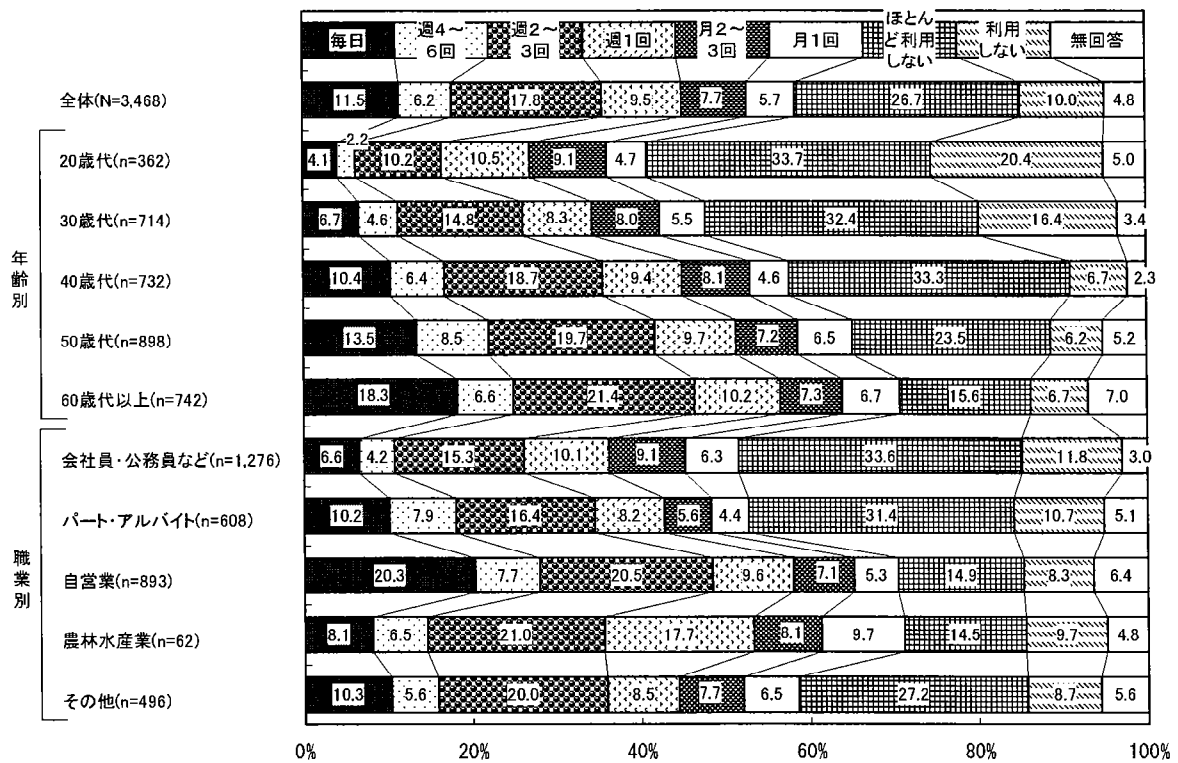 毎日 週4～6回 週2～3回 週1回 月2～3回 月1回 ほとんど利用しない 利用しない 無回答
全体(N=3,468) 11.5 6.2 17.8 9.5 7.7 5.7 26.7 10.0 4.8
年齢別
20歳代(n=362) 4.1 2.2 10.2 10.5 9.1 4.7 33.7 20.4 5.0
30歳代(n=714) 6.7 4.6 14.8 8.3 8.0 5.5 32.4 16.4 3.4
40歳代(n=732) 10.4 6.4 18.7 9.4 8.1 4.6 33.3 6.7 2.3
50歳代(n=898) 13.5 8.5 19.7 9.7 7.2 6.5 23.5 6.2 5.2
60歳代以上(n=742) 18.3 6.6 21.4 10.2 7.3 6.7 15.6 6.7 7.0
職業別
会社員・公務員など(n=1,276) 6.6 4.2 15.3 10.1 9.1 6.3 33.6 11.8 3.0
パート・アルバイト(n=608) 10.2 7.9 16.4 8.2 5.6 4.4 31.4 10.7 5.1
自営業(n=893) 20.3 7.7 20.5 9.6 7.1 5.3 14.9 8.3 6.4
農林水産業(n=62) 8.1 6.5 21.0 17.7 8.1 9.7 14.5 9.7 4.8
その他(n=496) 10.3 5.6 20.0 8.5 7.7 6.5 27.2 8.7 5.6
0% 20% 40% 60% 80% 100%